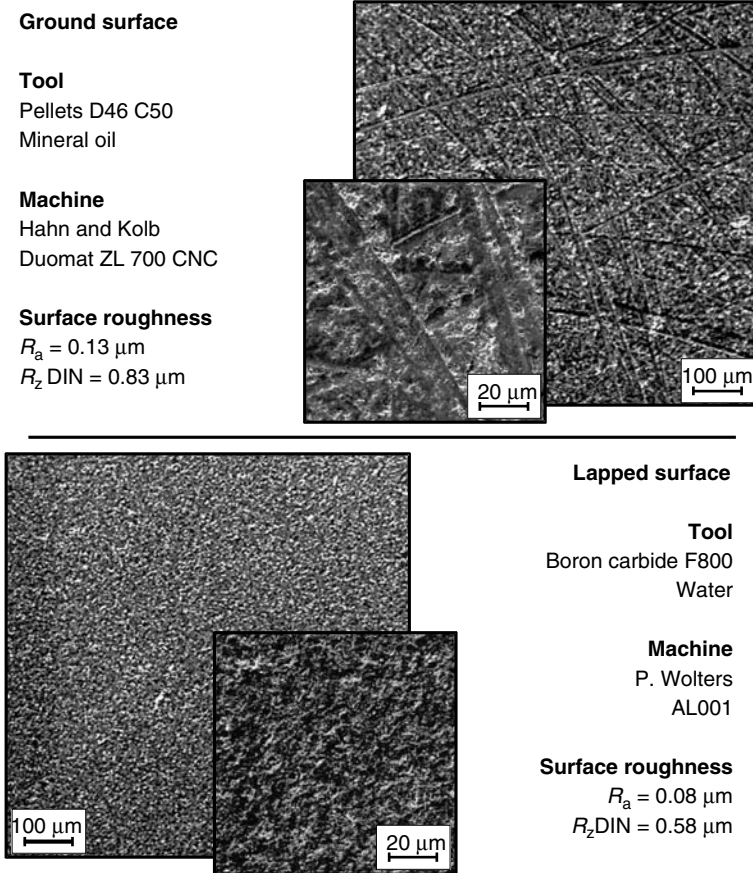 Ground surface
Tool
Pellets D46 C50
Mineral oil
Machine
Hahn and Kolb
Duomat ZL 700 CNC
Surface roughness
Ra = 0.13 μm
Rz DIN = 0.83 μm
20 μm
100 μm
Lapped surface
Tool
Boron carbide F800
Water
Machine
P. Wolters
AL001
Surface roughness
Ra = 0.08 μm
RzDIN = 0.58 μm
100 μm
20 μm